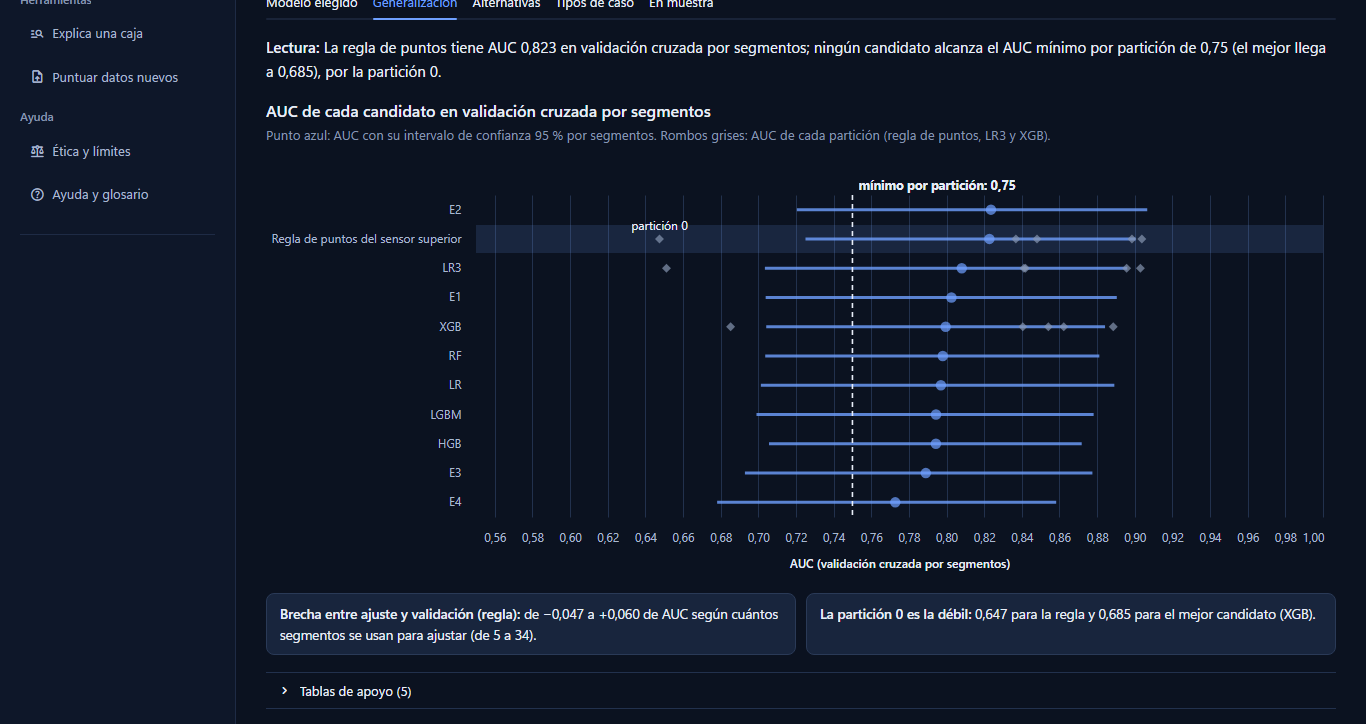 Herramientas
Modelo elegido Generalización Alternativas Tipos de caso En muestra
Explica una caja
Puntuar datos nuevos
Ayuda
Ética y límites
Ayuda y glosario
Lectura: La regla de puntos tiene AUC 0,823 en validación cruzada por segmentos; ningún candidato alcanza el AUC mínimo por partición de 0,75 (el mejor llega
a 0,685), por la partición 0.
AUC de cada candidato en validación cruzada por segmentos
Punto azul: AUC con su intervalo de confianza 95 % por segmentos. Rombos grises: AUC de cada partición (regla de puntos, LR3 y XGB).
mínimo por partición: 0,75
E2
partición 0
Regla de puntos del sensor superior
LR3
E1
XGB
RF
LR
LGBM
HGB
E3
E4
0,56 0,58 0,60 0,62 0,64 0,66 0,68 0,70 0,72 0,74 0,76 0,78 0,80 0,82 0,84 0,86 0,88 0,90 0,92 0,94 0,96 0,98 1,00
AUC (validación cruzada por segmentos)
Brecha entre ajuste y validación (regla): de −0,047 a +0,060 de AUC según cuántos
segmentos se usan para ajustar (de 5 a 34).
La partición 0 es la débil: 0,647 para la regla y 0,685 para el mejor candidato (XGB).
Tablas de apoyo (5)